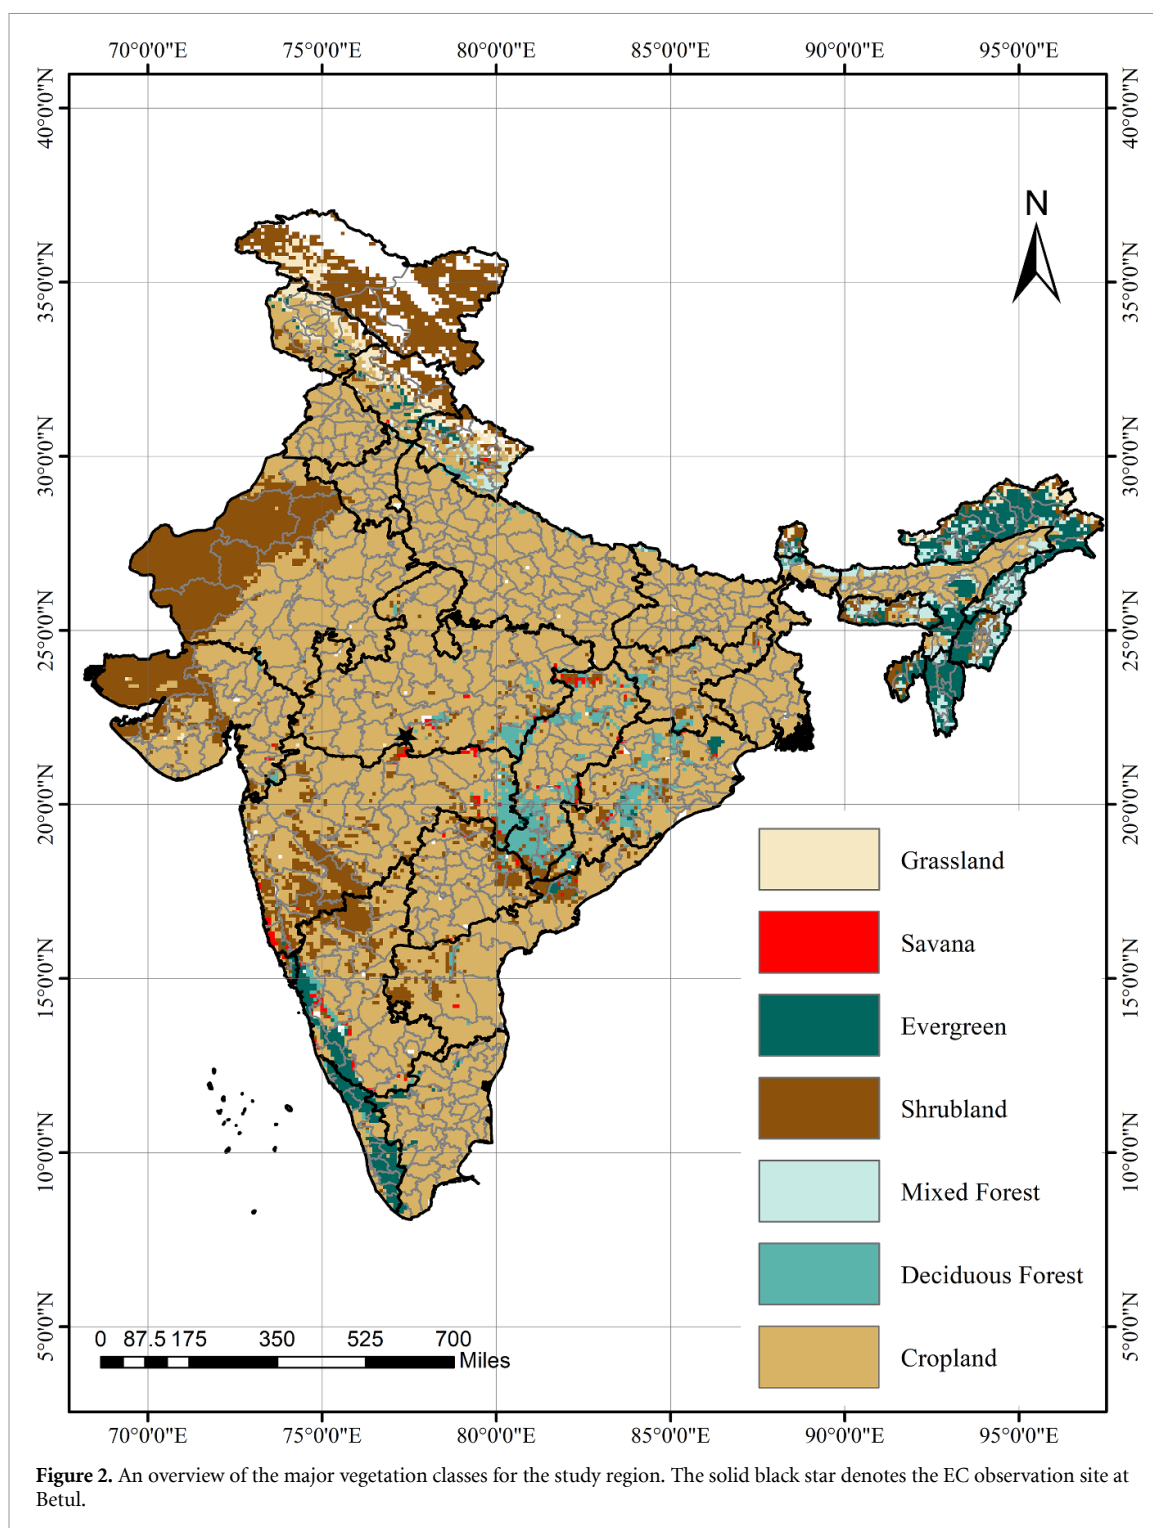 70°0'0"E 75°0'0"E 80°0'0"E 85°0'0"E 90°0'0"E 95°0'0"E
40°0'0"N 40°0'0"N
N
35°0'0"N 35°0'0"N
30°0'0"N 30°0'0"N
25°0'0"N 25°0'0"N
20°0'0"N 20°0'0"N
Grassland
Savana
15°0'0"N 15°0'0"N
Evergreen
Shrubland
10°0'0"N 10°0'0"N
Mixed Forest
Deciduous Forest
5°0'0"N 5°0'0"N
0 87.5 175 350 525 700
Miles
Cropland
70°0'0"E 75°0'0"E 80°0'0"E 85°0'0"E 90°0'0"E 95°0'0"E
Figure 2. An overview of the major vegetation classes for the study region. The solid black star denotes the EC observation site at
Betul.